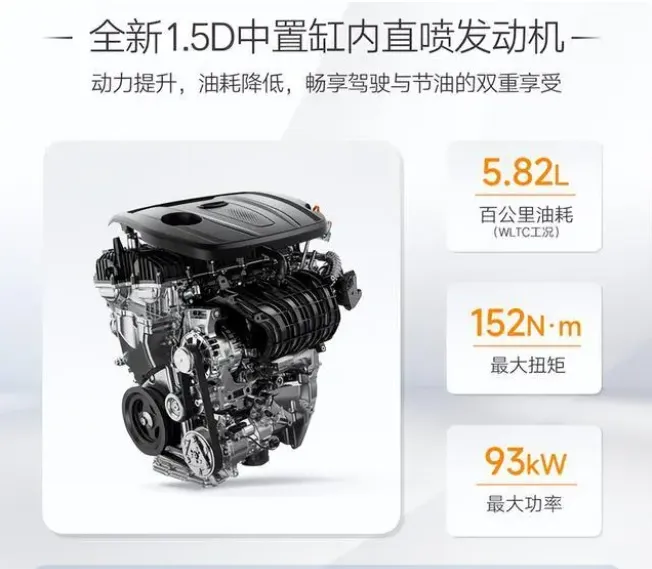 全新1.5D中置缸内直喷发动机
动力提升，油耗降低，畅享驾驶与节油的双重享受
5.82L
百公里油耗
(WLTC工况)
152N·m
最大扭矩
93kW
最大功率